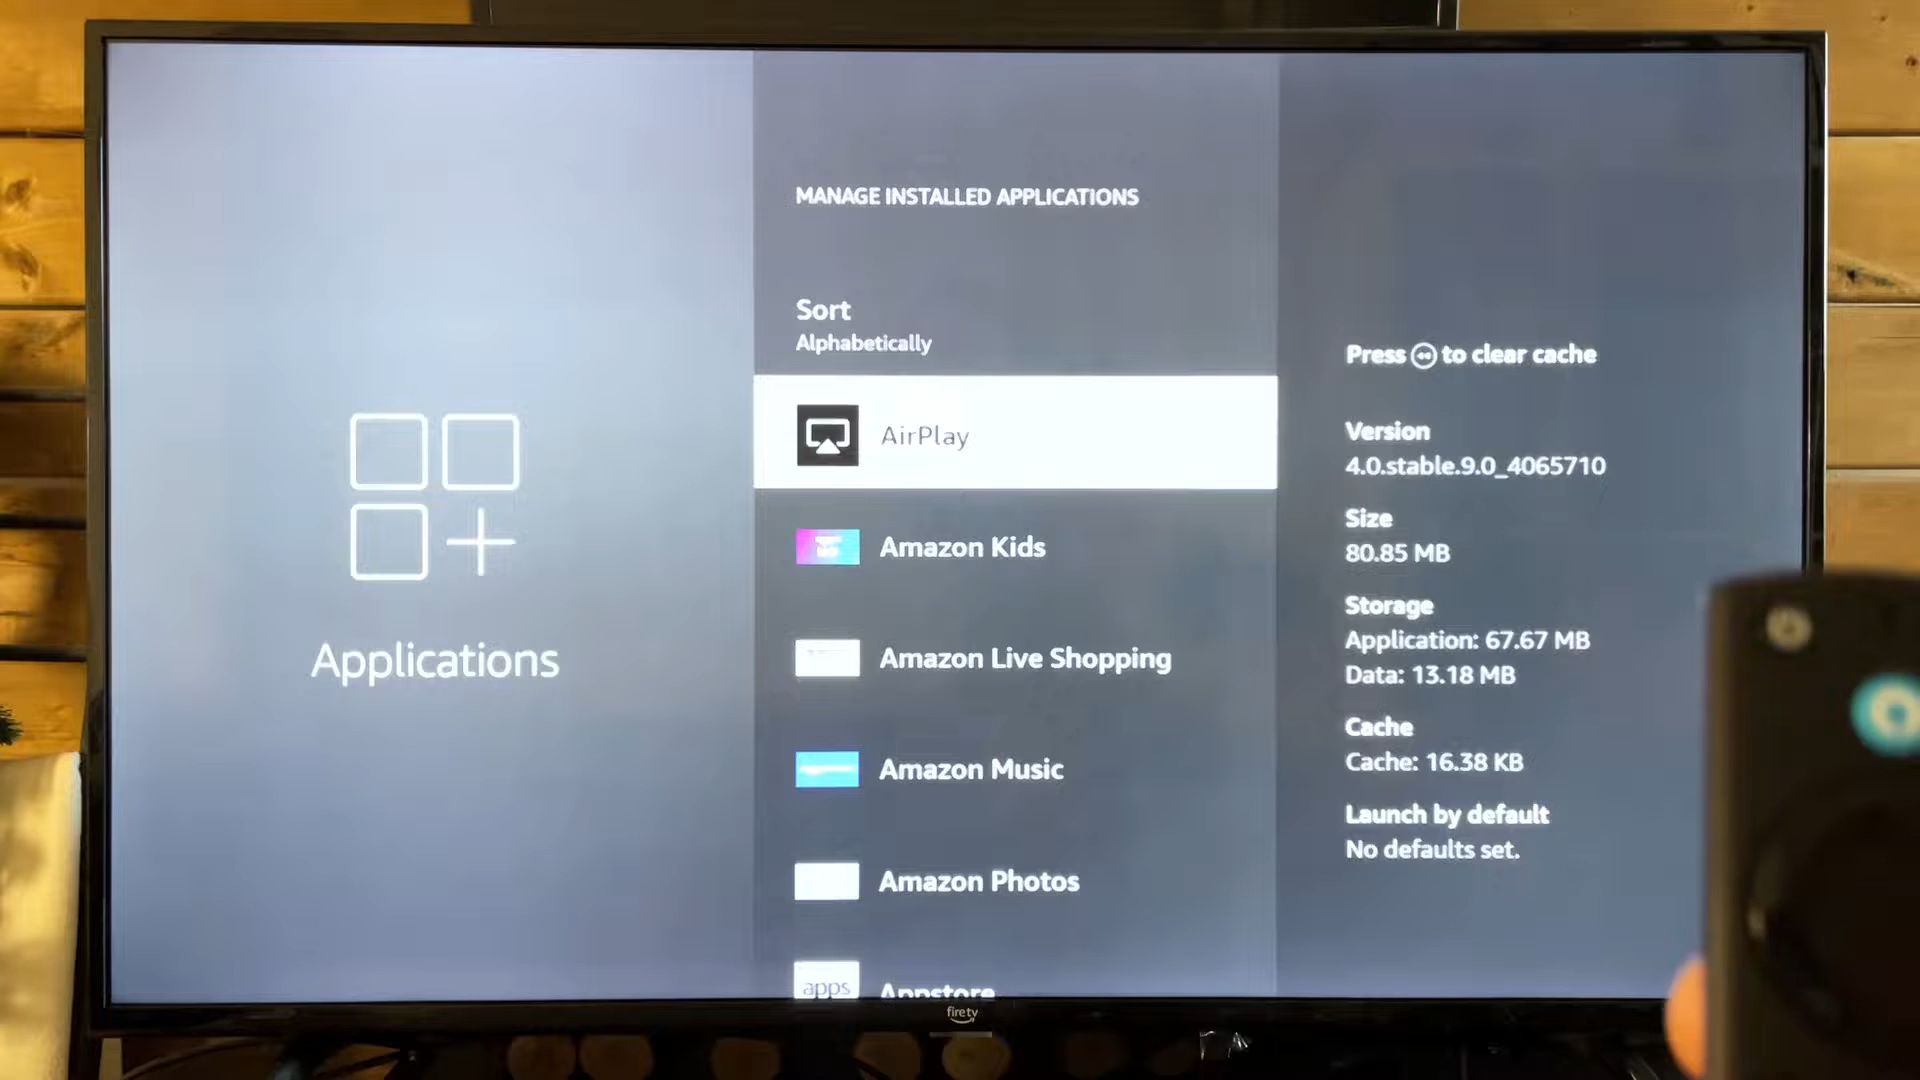 MANAGE INSTALLED APPLICATIONS
Sort
Alphabetically
AirPlay
Amazon Kids
Amazon Live Shopping
Amazon Music
Amazon Photos
apps
Appstore
Press to clear cache
Version
4.0.stable.9.0_4065710
Size
80.85 MB
Storage
Application: 67.67 MB
Data: 13.18 MB
Cache
Cache: 16.38 KB
Launch by default
No defaults set.
Applications
firetv